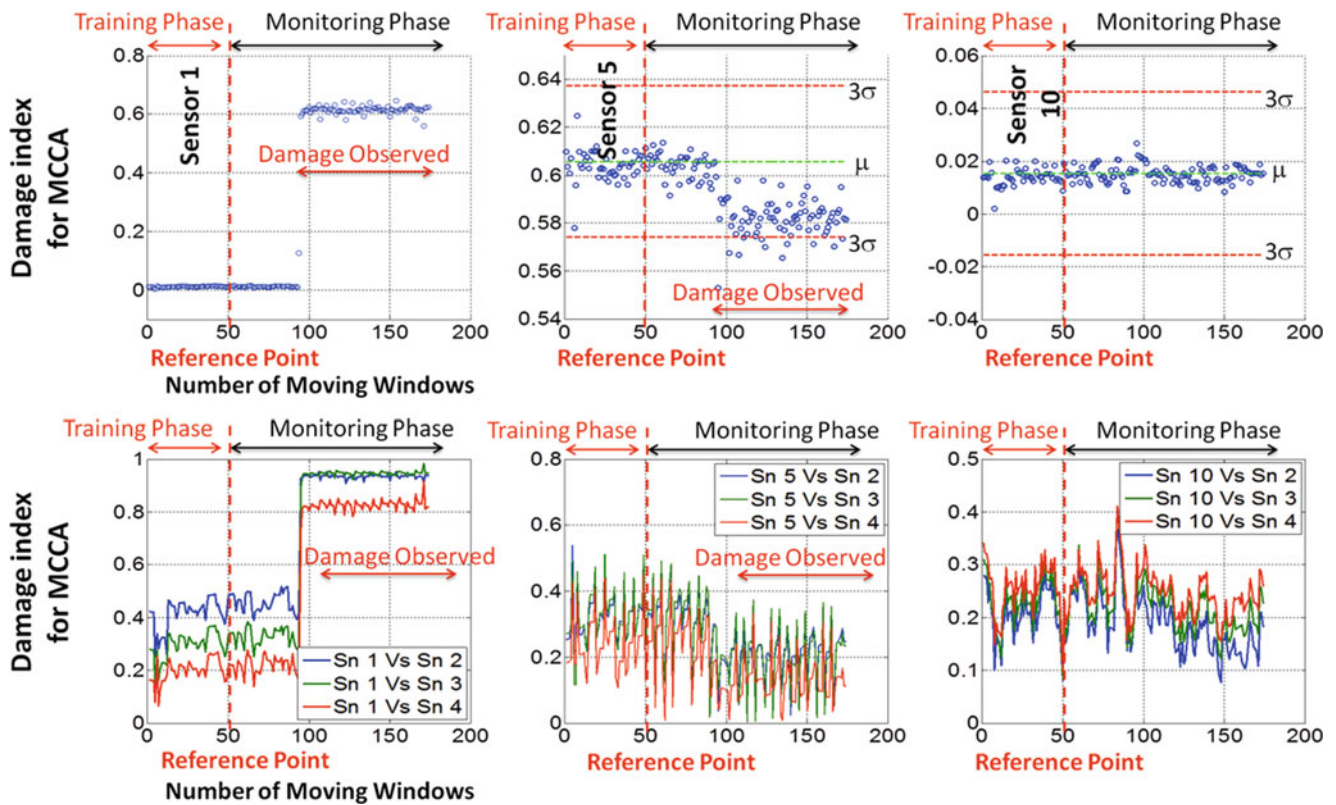 Training Phase Monitoring Phase
Training Phase Monitoring Phase
Training Phase Monitoring Phase
Damage index
for MCCA
0.8
0.6
0.4
0.2
0
0 50 100 150 200
Sensor 1
Damage Observed
Reference Point
Number of Moving Windows
0.64
0.62
0.6
0.58
0.56
0.54
0 50 100 150 200
Sensor 5
3σ
μ
3σ
Damage Observed
Reference Point
0.06
0.04
0.02
0
-0.02
-0.04
0 50 100 150 200
Sensor
10
3σ
μ
3σ
Reference Point
Training Phase Monitoring Phase
Training Phase Monitoring Phase
Training Phase Monitoring Phase
Damage index
for MCCA
1
0.8
0.6
0.4
0.2
0
0 50 100 150 200
Damage Observed
Sn 1 Vs Sn 2
Sn 1 Vs Sn 3
Sn 1 Vs Sn 4
Reference Point
Number of Moving Windows
0.8
0.6
0.4
0.2
0
0 50 100 150 200
Sn 5 Vs Sn 2
Sn 5 Vs Sn 3
Sn 5 Vs Sn 4
Damage Observed
Reference Point
0.5
0.4
0.3
0.2
0.1
0
0 50 100 150 200
Sn 10 Vs Sn 2
Sn 10 Vs Sn 3
Sn 10 Vs Sn 4
Reference Point